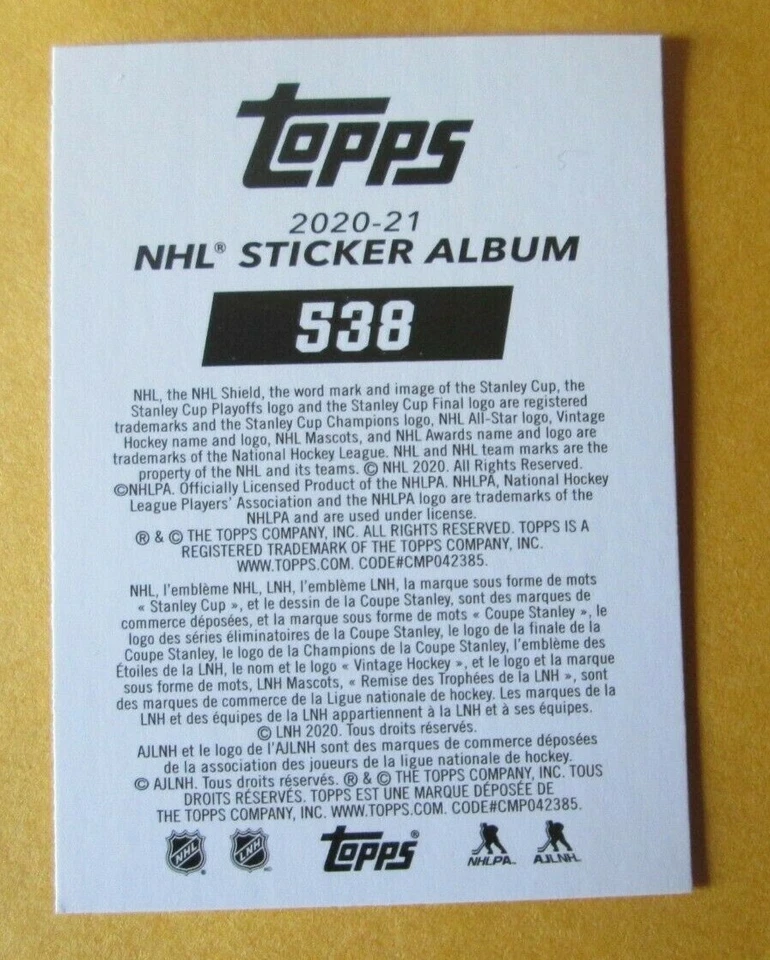 TOPPS
2020-21
NHL® STICKER ALBUM
538
NHL, the NHL Shield, the word mark and image of the Stanley Cup, the
Stanley Cup Playoffs logo and the Stanley Cup Final logo are registered
trademarks and the Stanley Cup Champions logo, NHL All-Star logo, Vintage
Hockey name and logo, NHL Mascots, and NHL Awards name and logo are
trademarks of the National Hockey League. NHL and NHL team marks are the
property of the NHL and its teams. © NHL 2020. All Rights Reserved.
©NHLPA. Officially Licensed Product of the NHLPA. NHLPA, National Hockey
League Players' Association and the NHLPA logo are trademarks of the
NHLPA and are used under license.
® & © THE TOPPS COMPANY, INC. ALL RIGHTS RESERVED. TOPPS IS A
REGISTERED TRADEMARK OF THE TOPPS COMPANY, INC.
WWW.TOPPS.COM. CODE#CMP042385.
NHL, l'emblème NHL, LNH, l'emblème LNH, la marque sous forme de mots
« Stanley Cup », et le dessin de la Coupe Stanley, sont des marques de
commerce déposées, et la marque sous forme de mots « Coupe Stanley », le
logo des séries éliminatoires de la Coupe Stanley, le logo de la finale de la
Coupe Stanley, le logo de la Champions de la Coupe Stanley, l'emblème des
Étoiles de la LNH, le nom et le logo « Vintage Hockey », et le logo et la marque
sous forme de mots, LNH Mascots, « Remise des Trophées de la LNH », sont
des marques de commerce de la Ligue nationale de hockey. Les marques de la
LNH et des équipes de la LNH appartiennent à la LNH et à ses équipes.
© LNH 2020. Tous droits réservés.
AJLNH et le logo de l'AJLNH sont des marques de commerce déposées
de la association des joueurs de la ligue nationale de hockey.
© AJLNH. Tous droits réservés. ® & © THE TOPPS COMPANY, INC. TOUS
DROITS RÉSERVÉS. TOPPS EST UNE MARQUE DÉPOSÉE DE
THE TOPPS COMPANY, INC. WWW.TOPPS.COM. CODE#CMP042385.
NHL® LNH TOPPS® NHLPA AJLNH